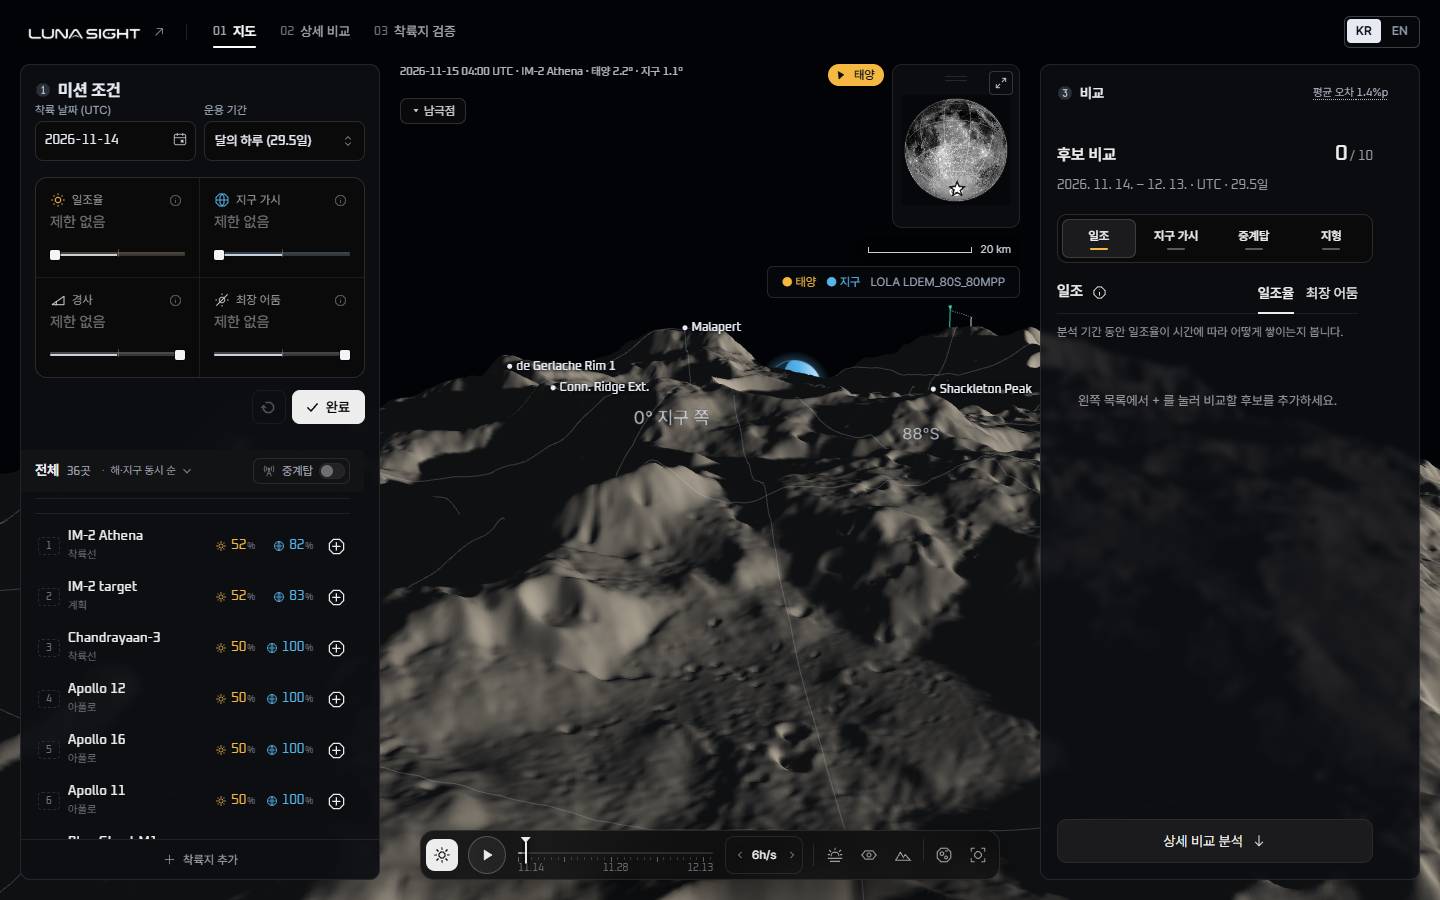 LUNA SIGHT
01 지도
02 상세 비교
03 착륙지 검증
KR
EN
1 미션 조건
착륙 날짜 (UTC)
운용 기간
2026-11-14
달의 하루 (29.5일)
일조율
제한 없음
지구 가시
제한 없음
경사
제한 없음
최장 어둠
제한 없음
완료
전체 36곳 · 해·지구 동시 순
중계탑
1 IM-2 Athena 52% 82%
착륙선
2 IM-2 target 52% 83%
계획
3 Chandrayaan-3 50% 100%
착륙선
4 Apollo 12 50% 100%
아폴로
5 Apollo 16 50% 100%
아폴로
6 Apollo 11 50% 100%
아폴로
+ 착륙지 추가
2026-11-15 04:00 UTC · IM-2 Athena · 태양 2.2° · 지구 1.1°
태양
남극점
20 km
태양 지구 LOLA LDEM_80S_80MPP
Malapert
de Gerlache Rim 1
Conn. Ridge Ext.
Shackleton Peak
0° 지구 쪽
88°S
11.14 11.28 12.13
6h/s
3 비교
평균 오차 1.4%p
후보 비교
0 / 10
2026. 11. 14. – 12. 13. · UTC · 29.5일
일조
지구 가시
중계탑
지형
일조
일조율
최장 어둠
분석 기간 동안 일조율이 시간에 따라 어떻게 쌓이는지 봅니다.
왼쪽 목록에서 + 를 눌러 비교할 후보를 추가하세요.
상세 비교 분석 ↓